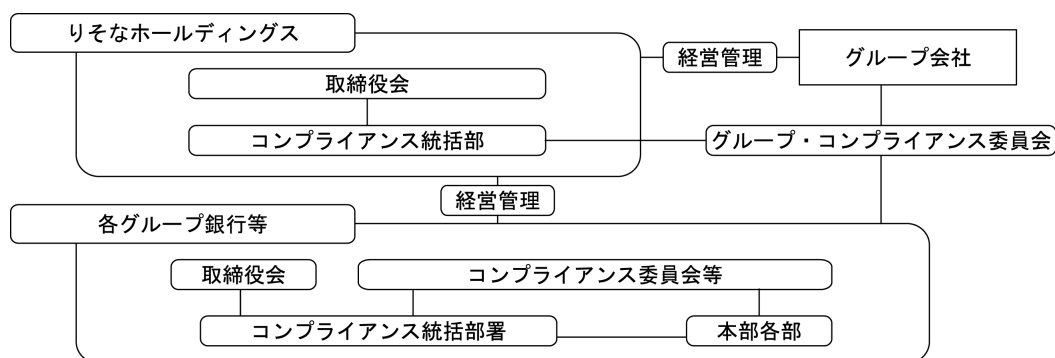 りそなホールディングス
経営管理
グループ会社
取締役会
コンプライアンス統括部
グループ・コンプライアンス委員会
経営管理
各グループ銀行等
取締役会
コンプライアンス委員会等
コンプライアンス統括部署
本部各部